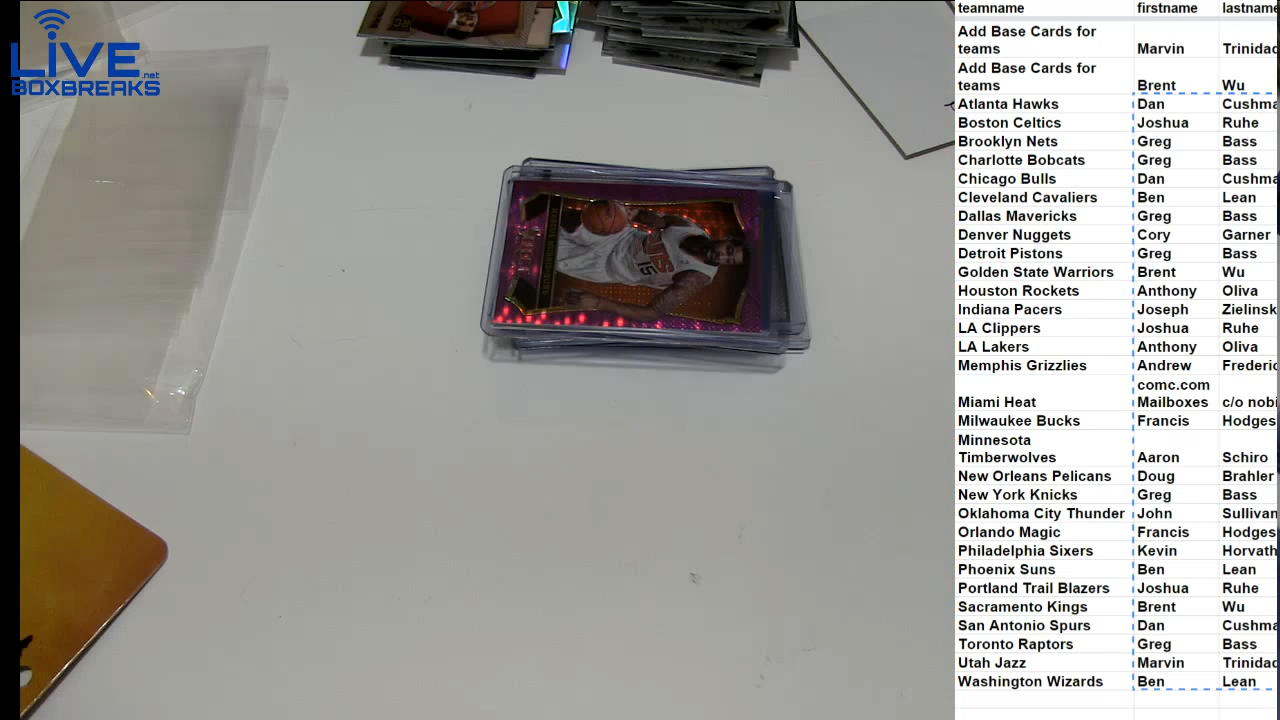 LIVE
.net
BOXBREAKS
RC
SUNS
15
teamname firstname lastname
Add Base Cards for
teams Marvin Trinidad
Add Base Cards for
teams Brent Wu
Atlanta Hawks Dan Cushma
Boston Celtics Joshua Ruhe
Brooklyn Nets Greg Bass
Charlotte Bobcats Greg Bass
Chicago Bulls Dan Cushma
Cleveland Cavaliers Ben Lean
Dallas Mavericks Greg Bass
Denver Nuggets Cory Garner
Detroit Pistons Greg Bass
Golden State Warriors Brent Wu
Houston Rockets Anthony Oliva
Indiana Pacers Joseph Zielinsk
LA Clippers Joshua Ruhe
LA Lakers Anthony Oliva
Memphis Grizzlies Andrew Frederic
comc.com
Miami Heat Mailboxes c/o nobi
Milwaukee Bucks Francis Hodges
Minnesota
Timberwolves Aaron Schiro
New Orleans Pelicans Doug Brahler
New York Knicks Greg Bass
Oklahoma City Thunder John Sullivan
Orlando Magic Francis Hodges
Philadelphia Sixers Kevin Horvath
Phoenix Suns Ben Lean
Portland Trail Blazers Joshua Ruhe
Sacramento Kings Brent Wu
San Antonio Spurs Dan Cushma
Toronto Raptors Greg Bass
Utah Jazz Marvin Trinidad
Washington Wizards Ben Lean